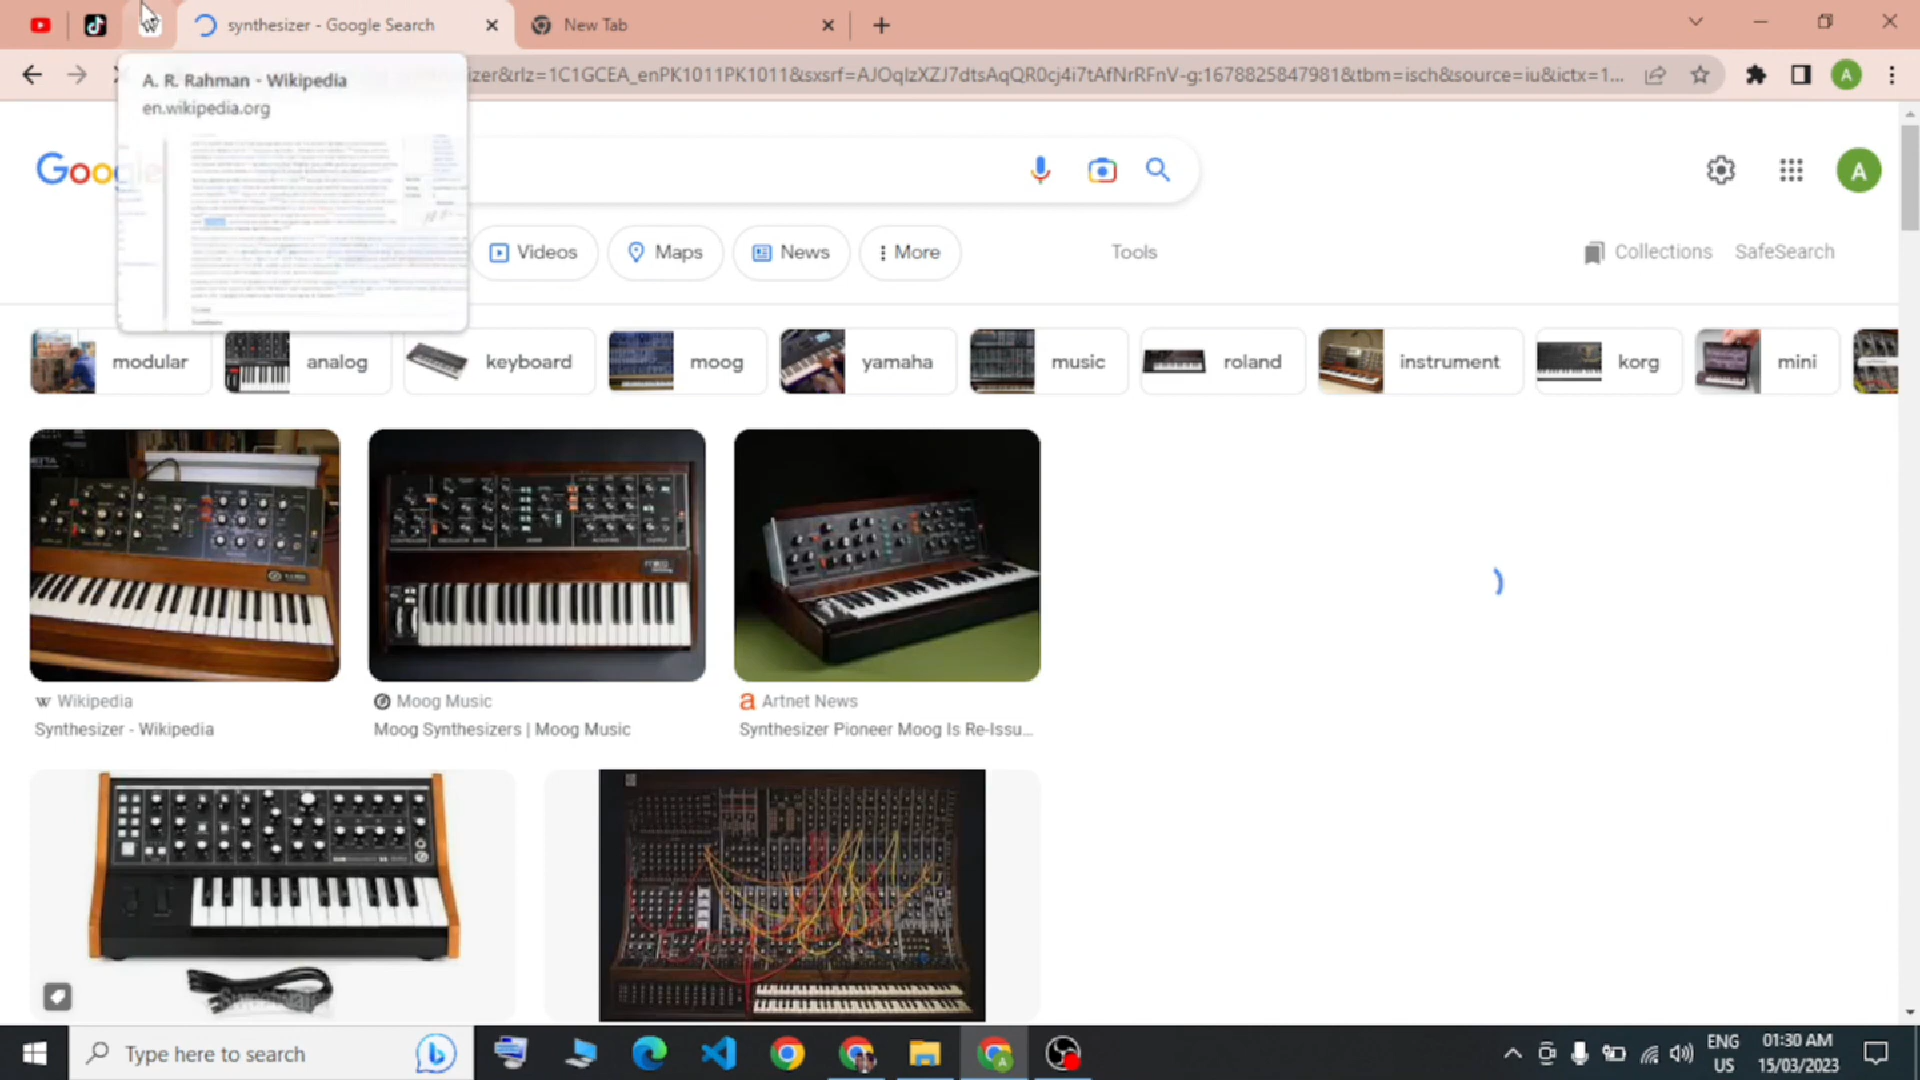 synthesizer - Google Search
New Tab
zer&rlz=1C1GCEA_enPK1011PK1011&sxsrf=AJOqlzXZJ7dtsAqQR0cj4i7tAfNrRFnV-g:1678825847981&tbm=isch&source=iu&ictx=1...
A
A. R. Rahman - Wikipedia
en.wikipedia.org
Google
A
Videos
Maps
News
More
Tools
Collections
SafeSearch
modular
analog
keyboard
moog
yamaha
music
roland
instrument
korg
mini
W Wikipedia
Synthesizer - Wikipedia
Moog Music
Moog Synthesizers | Moog Music
a Artnet News
Synthesizer Pioneer Moog Is Re-Issu...
Type here to search
ENG
US
01:30 AM
15/03/2023